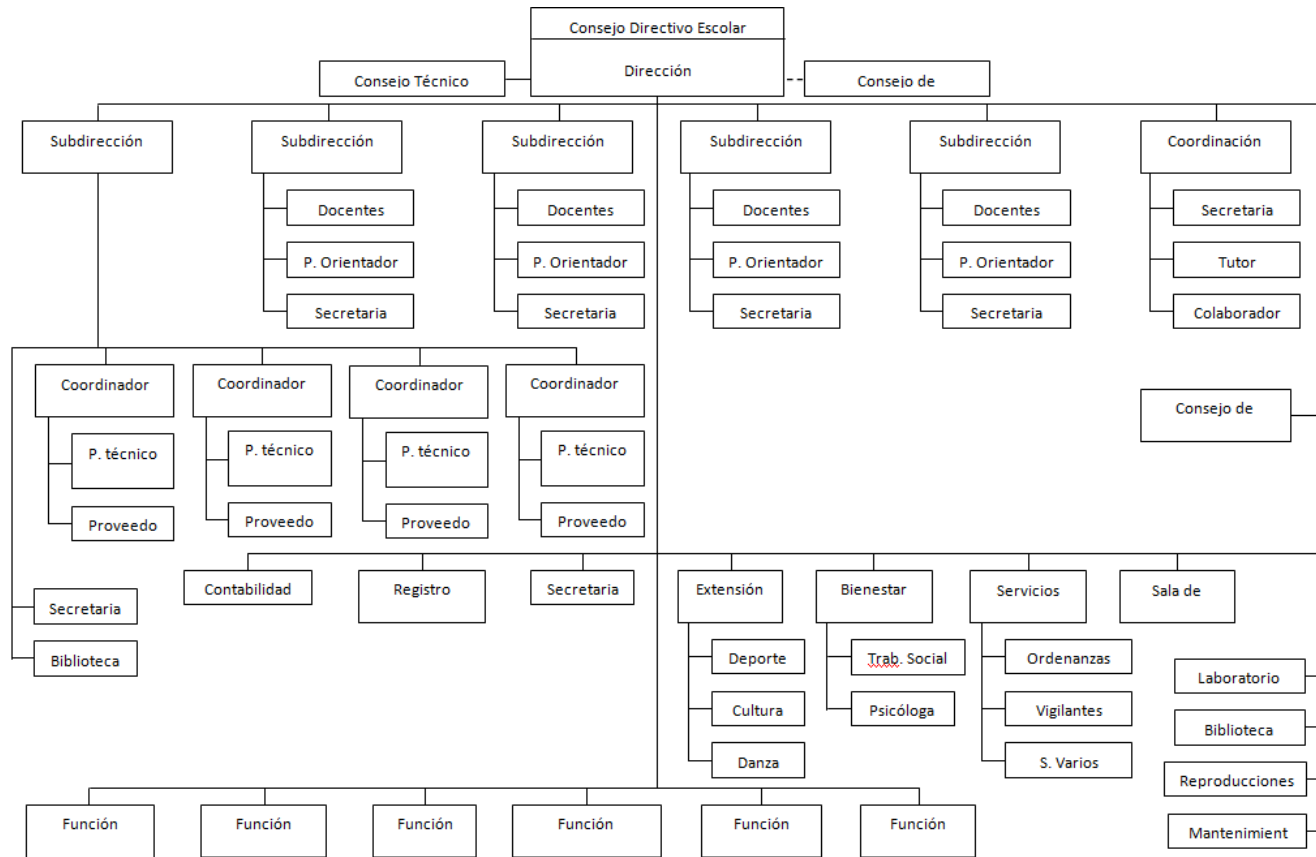 Consejo Directivo Escolar
Dirección
Consejo Técnico
Consejo de
Subdirección
Subdirección
Subdirección
Subdirección
Subdirección
Coordinación
Docentes
Docentes
Docentes
Docentes
Secretaria
P. Orientador
P. Orientador
P. Orientador
P. Orientador
Tutor
Secretaria
Secretaria
Secretaria
Secretaria
Colaborador
Coordinador
Coordinador
Coordinador
Coordinador
Consejo de
P. técnico
P. técnico
P. técnico
P. técnico
Proveedo
Proveedo
Proveedo
Proveedo
Contabilidad
Registro
Secretaria
Extensión
Bienestar
Servicios
Sala de
Secretaria
Biblioteca
Deporte
Trab. Social
Ordenanzas
Cultura
Psicóloga
Vigilantes
Danza
S. Varios
Laboratorio
Biblioteca
Reproducciones
Mantenimient
Función
Función
Función
Función
Función
Función